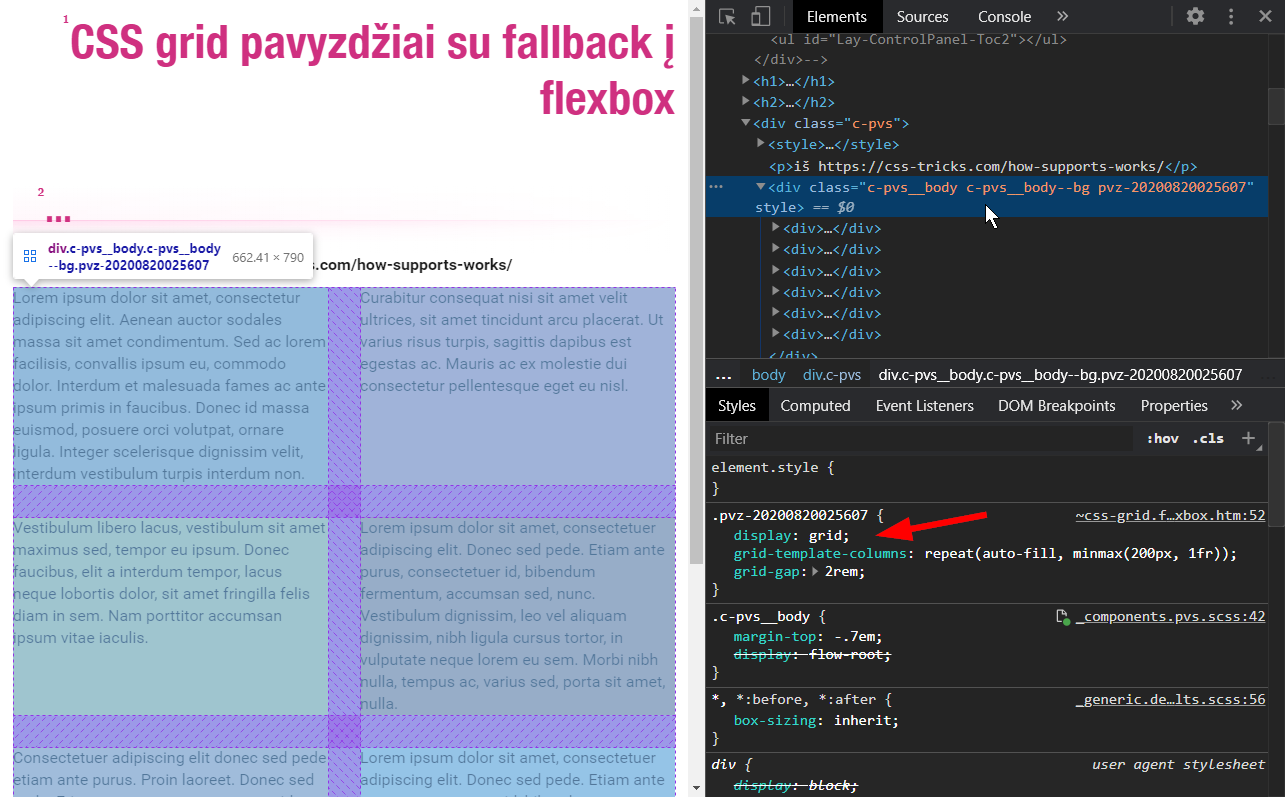 1
CSS grid pavyzdžiai su fallback į
flexbox
2
...
div.c-pvs__body.c-pvs__body
--bg.pvz-20200820025607
662.41 × 790
s.com/how-supports-works/
Lorem ipsum dolor sit amet, consectetur
adipiscing elit. Aenean auctor sodales
massa sit amet condimentum. Sed ac lorem
facilisis, convallis ipsum eu, commodo
dolor. Interdum et malesuada fames ac ante
ipsum primis in faucibus. Donec id massa
euismod, posuere orci volutpat, ornare
ligula. Integer scelerisque dignissim velit,
interdum vestibulum turpis interdum non.
Curabitur consequat nisi sit amet velit
ultrices, sit amet tincidunt arcu placerat. Ut
varius risus turpis, sagittis dapibus est
egestas ac. Mauris ac ex molestie dui
consectetur pellentesque eget eu nisl.
Vestibulum libero lacus, vestibulum sit amet
maximus sed, tempor eu ipsum. Donec
faucibus, elit a interdum tempor, lacus
neque lobortis dolor, sit amet fringilla felis
diam in sem. Nam porttitor accumsan
ipsum vitae iaculis.
Lorem ipsum dolor sit amet, consectetuer
adipiscing elit. Donec sed pede. Etiam ante
purus, consectetuer id, bibendum
fermentum, accumsan sed, nunc.
Vestibulum dignissim, leo vel aliquam
dignissim, nibh ligula cursus tortor, in
vulputate neque lorem eu sem. Morbi nibh
nulla, tempus ac, varius sed, porta sit amet,
nulla.
Consectetuer adipiscing elit donec sed pede
etiam ante purus. Proin laoreet. Donec sed
Lorem ipsum dolor sit amet, consectetuer
adipiscing elit. Donec sed pede. Etiam ante
Elements Sources Console »
<ul id="Lay-ControlPanel-Toc2"></ul>
</div>-->
<h1>…</h1>
<h2>…</h2>
<div class="c-pvs">
<style>…</style>
<p>iš https://css-tricks.com/how-supports-works/</p>
<div class="c-pvs__body c-pvs__body--bg pvz-20200820025607"
style> == $0
<div>…</div>
<div>…</div>
<div>…</div>
<div>…</div>
<div>…</div>
<div>…</div>
</div>
... body div.c-pvs div.c-pvs__body.c-pvs__body--bg.pvz-20200820025607
Styles Computed Event Listeners DOM Breakpoints Properties »
Filter :hov .cls +
element.style {
}
.pvz-20200820025607 { ~css-grid.f…xbox.htm:52
display: grid;
grid-template-columns: repeat(auto-fill, minmax(200px, 1fr));
grid-gap: 2rem;
}
.c-pvs__body { _components.pvs.scss:42
margin-top: -.7em;
display: flow-root;
}
*, *:before, *:after { _generic.de…lts.scss:56
box-sizing: inherit;
}
div { user agent stylesheet
display: block;